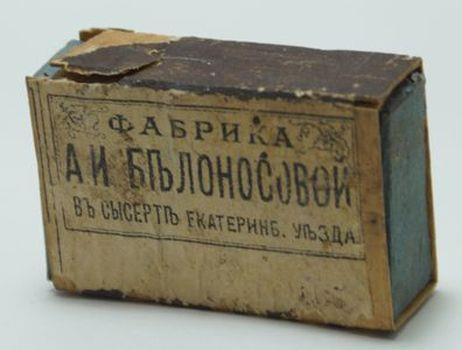 ФАБРИКА
А И БѢЛОНОСОВОЙ
ВЪ СЫСЕРТѢ ЕКАТЕРИНБ. УѢЗДА